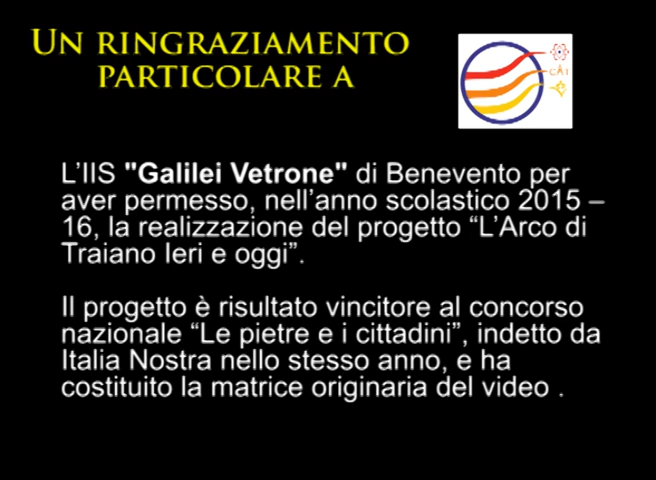 UN RINGRAZIAMENTO
PARTICOLARE A
CAT
L'IIS "Galilei Vetrone" di Benevento per
aver permesso, nell'anno scolastico 2015 –
16, la realizzazione del progetto “L'Arco di
Traiano Ieri e oggi”.
Il progetto è risultato vincitore al concorso
nazionale “Le pietre e i cittadini”, indetto da
Italia Nostra nello stesso anno, e ha
costituito la matrice originaria del video .